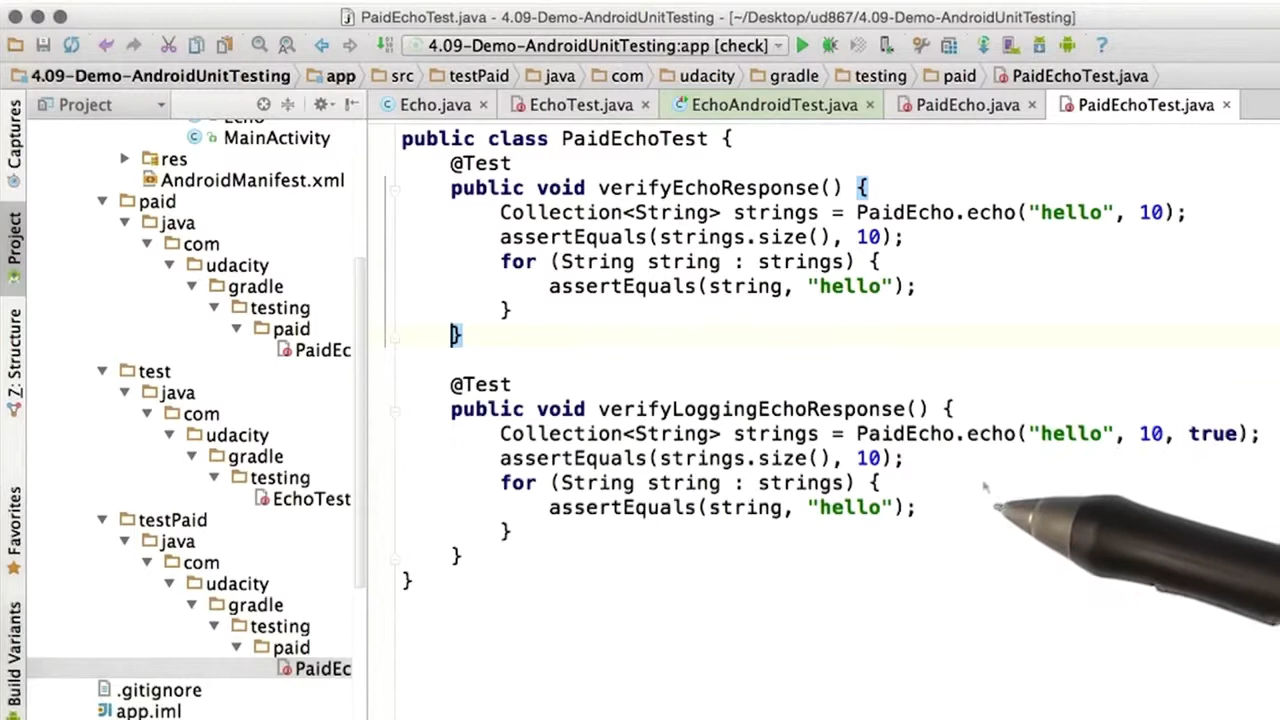 PaidEchoTest.java - 4.09-Demo-AndroidUnitTesting - [~/Desktop/ud867/4.09-Demo-AndroidUnitTesting]
4.09-Demo-AndroidUnitTesting:app [check]
4.09-Demo-AndroidUnitTesting app src testPaid java com udacity gradle testing paid PaidEchoTest.java
Project
Echo.java EchoTest.java EchoAndroidTest.java PaidEcho.java PaidEchoTest.java
Captures
Project
Z: Structure
Favorites
Build Variants
MainActivity
res
AndroidManifest.xml
paid
java
com
udacity
gradle
testing
paid
PaidEc
test
java
com
udacity
gradle
testing
EchoTest
testPaid
java
com
udacity
gradle
testing
paid
PaidEc
.gitignore
app.iml
public class PaidEchoTest {
@Test
public void verifyEchoResponse() {
Collection<String> strings = PaidEcho.echo("hello", 10);
assertEquals(strings.size(), 10);
for (String string : strings) {
assertEquals(string, "hello");
}
}
@Test
public void verifyLoggingEchoResponse() {
Collection<String> strings = PaidEcho.echo("hello", 10, true);
assertEquals(strings.size(), 10);
for (String string : strings) {
assertEquals(string, "hello");
}
}
}